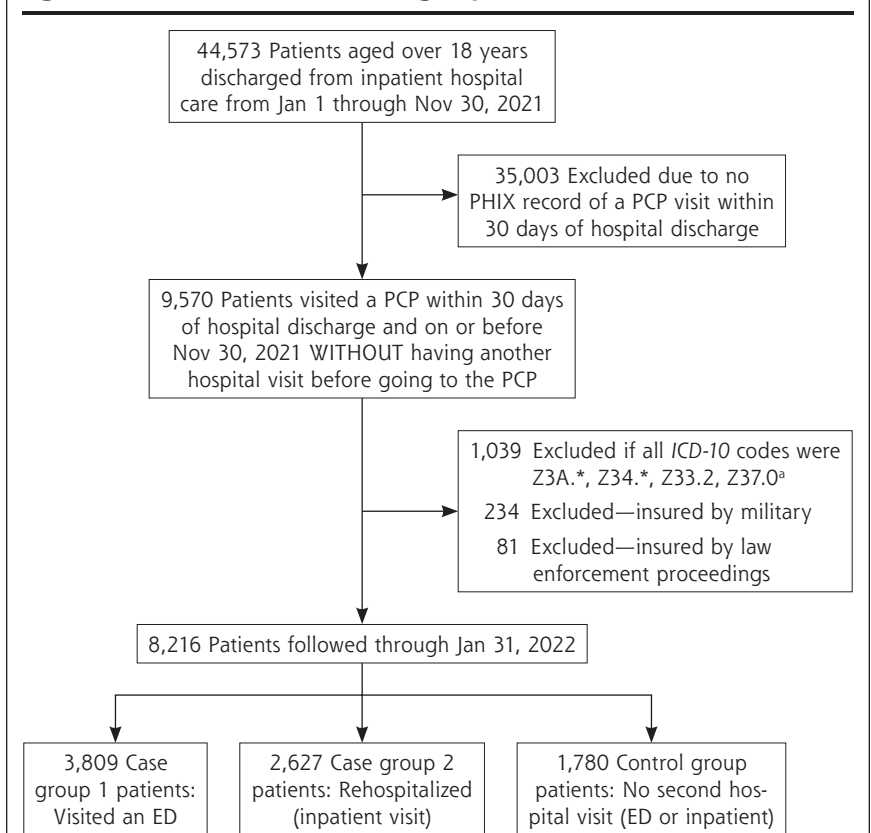 44,573 Patients aged over 18 years
discharged from inpatient hospital
care from Jan 1 through Nov 30, 2021
35,003 Excluded due to no
PHIX record of a PCP visit within
30 days of hospital discharge
9,570 Patients visited a PCP within 30 days
of hospital discharge and on or before
Nov 30, 2021 WITHOUT having another
hospital visit before going to the PCP
1,039 Excluded if all ICD-10 codes were
Z3A.*, Z34.*, Z33.2, Z37.0ª
234 Excluded—insured by military
81 Excluded—insured by law
enforcement proceedings
8,216 Patients followed through Jan 31, 2022
3,809 Case
group 1 patients:
Visited an ED
2,627 Case group 2
patients: Rehospitalized
(inpatient visit)
1,780 Control group
patients: No second hos-
pital visit (ED or inpatient)